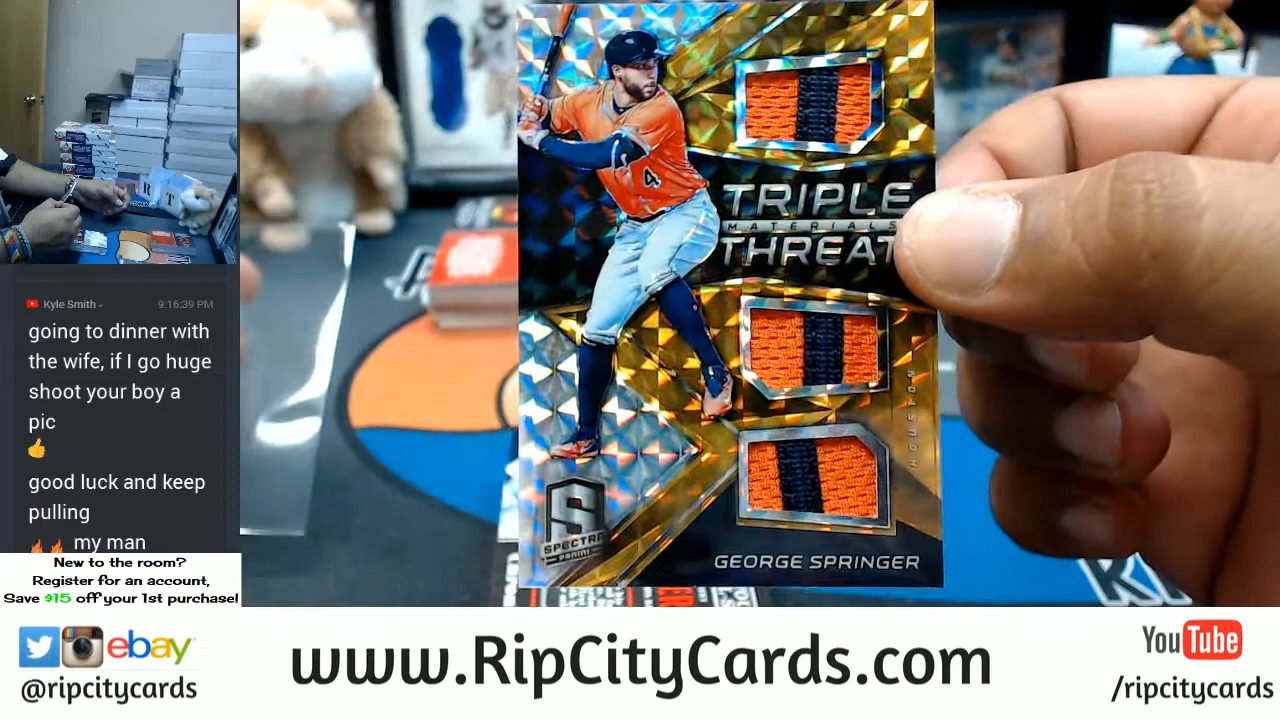 Kyle Smith - 9:16:39 PM
going to dinner with
the wife, if I go huge
shoot your boy a
pic
👍
good luck and keep
pulling
🔥🔥 my man
New to the room?
Register for an account,
Save $15 off your 1st purchase!
R
T
4
TRIPLE
MATERIALS
THREAT
HOUSTON
S
SPECTRA
PANINI
GEORGE SPRINGER
ebay
@ripcitycards
www.RipCityCards.com
YouTube
/ripcitycards